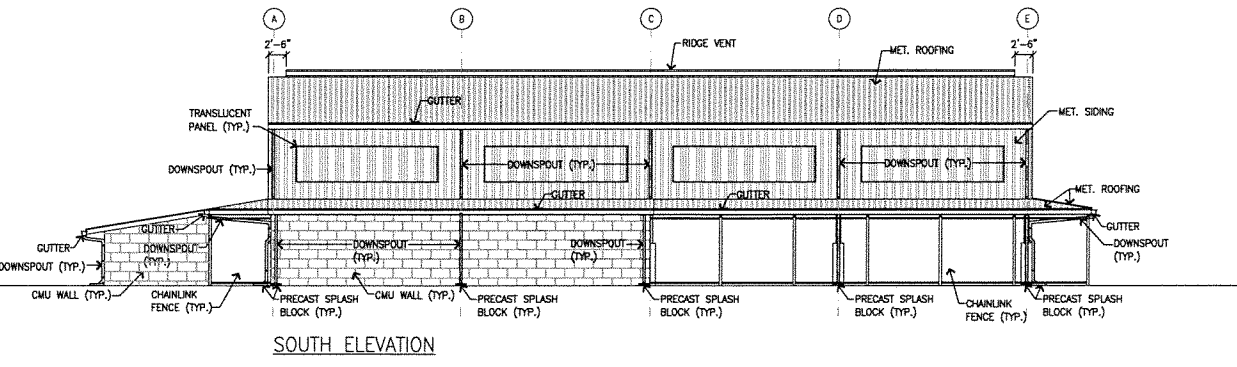 A
B
C
D
E
2'-6"
2'-6"
RIDGE VENT
MET. ROOFING
TRANSLUCENT
PANEL (TYP.)
GUTTER
MET. SIDING
DOWNSPOUT (TYP.)
DOWNSPOUT (TYP.)
DOWNSPOUT (TYP.)
GUTTER
GUTTER
MET. ROOFING
GUTTER
GUTTER
GUTTER
DOWNSPOUT
(TYP.)
DOWNSPOUT
(TYP.)
DOWNSPOUT
(TYP.)
DOWNSPOUT
(TYP.)
DOWNSPOUT (TYP.)
CMU WALL (TYP.)
CHAINLINK
FENCE (TYP.)
PRECAST SPLASH
BLOCK (TYP.)
CMU WALL (TYP.)
PRECAST SPLASH
BLOCK (TYP.)
PRECAST SPLASH
BLOCK (TYP.)
PRECAST SPLASH
BLOCK (TYP.)
CHAINLINK
FENCE (TYP.)
PRECAST SPLASH
BLOCK (TYP.)
SOUTH ELEVATION